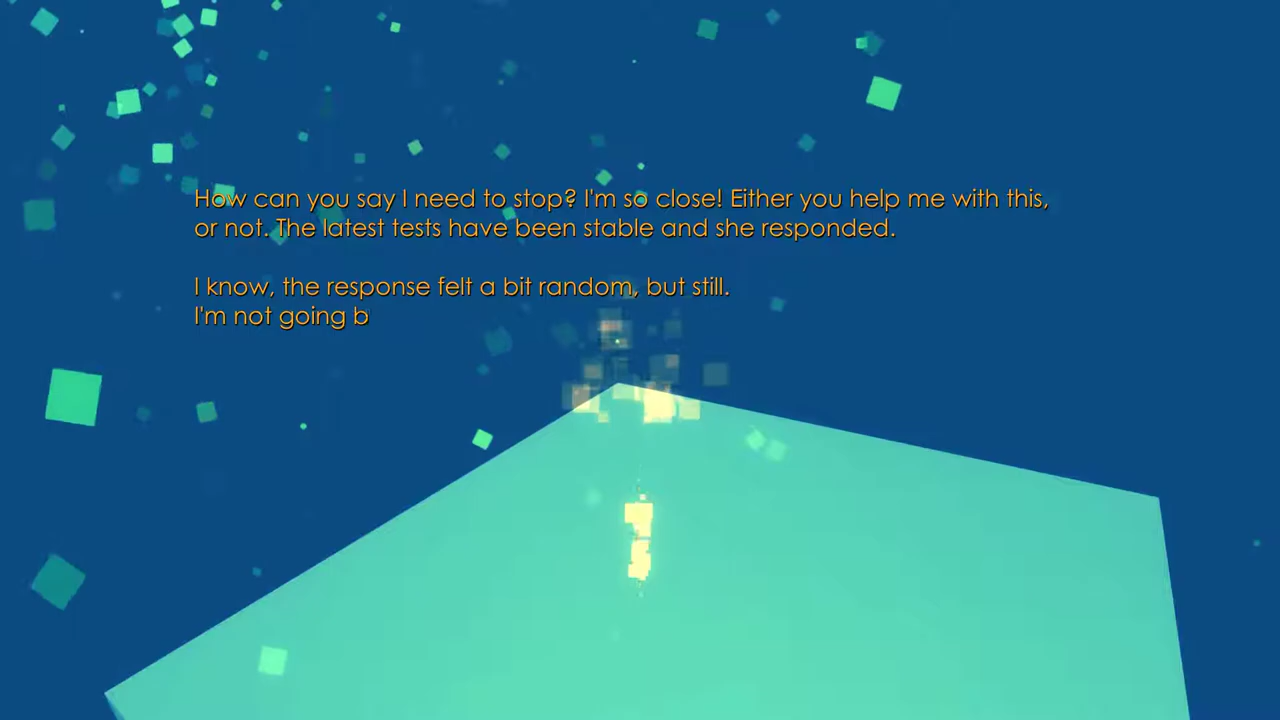 How can you say I need to stop? I'm so close! Either you help me with this,
or not. The latest tests have been stable and she responded.
I know, the response felt a bit random, but still.
I'm not going b